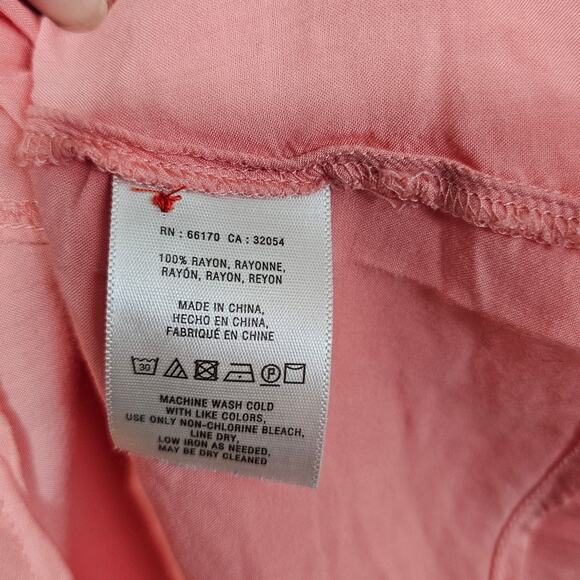 RN : 66170 CA : 32054
100% RAYON, RAYONNE,
RAYÓN, RAYON, REYON
MADE IN CHINA,
HECHO EN CHINA,
FABRIQUÉ EN CHINE
30 P
MACHINE WASH COLD
WITH LIKE COLORS,
USE ONLY NON-CHLORINE BLEACH,
LINE DRY,
LOW IRON AS NEEDED,
MAY BE DRY CLEANED